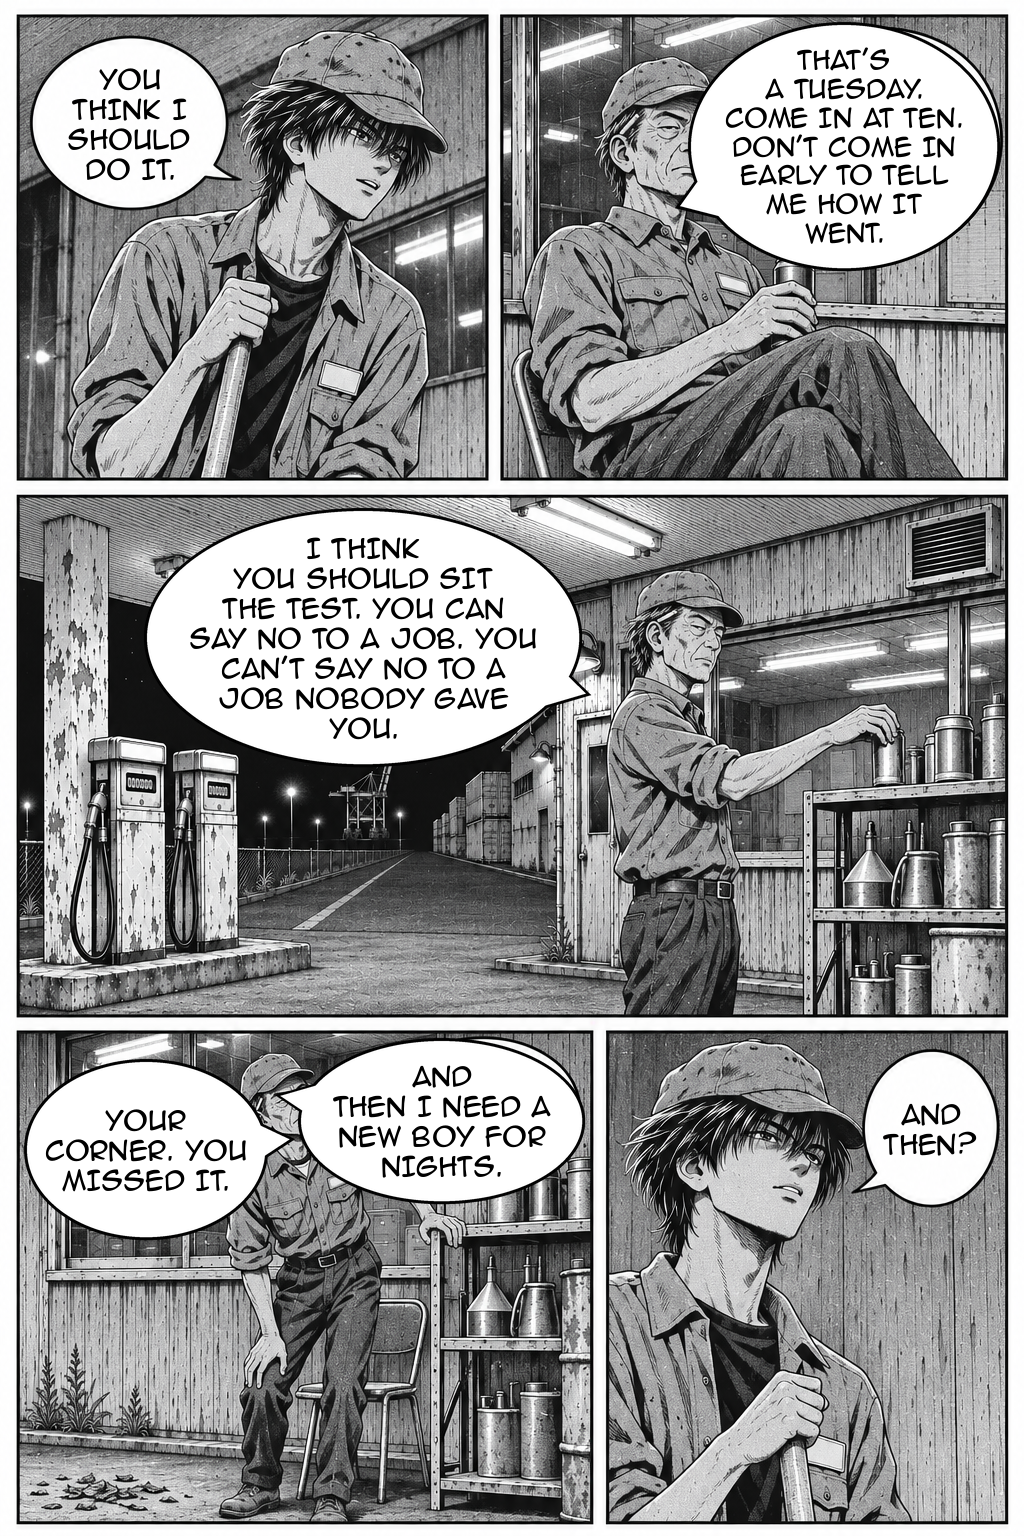 THAT'S
A TUESDAY.
COME IN AT TEN.
DON'T COME IN
EARLY TO TELL
ME HOW IT
WENT.
YOU
THINK I
SHOULD
DO IT.
I THINK
YOU SHOULD SIT
THE TEST. YOU CAN
SAY NO TO A JOB. YOU
CAN'T SAY NO TO A
JOB NOBODY GAVE
YOU.
AND
THEN?
AND
THEN I NEED A
NEW BOY FOR
NIGHTS.
YOUR
CORNER. YOU
MISSED IT.